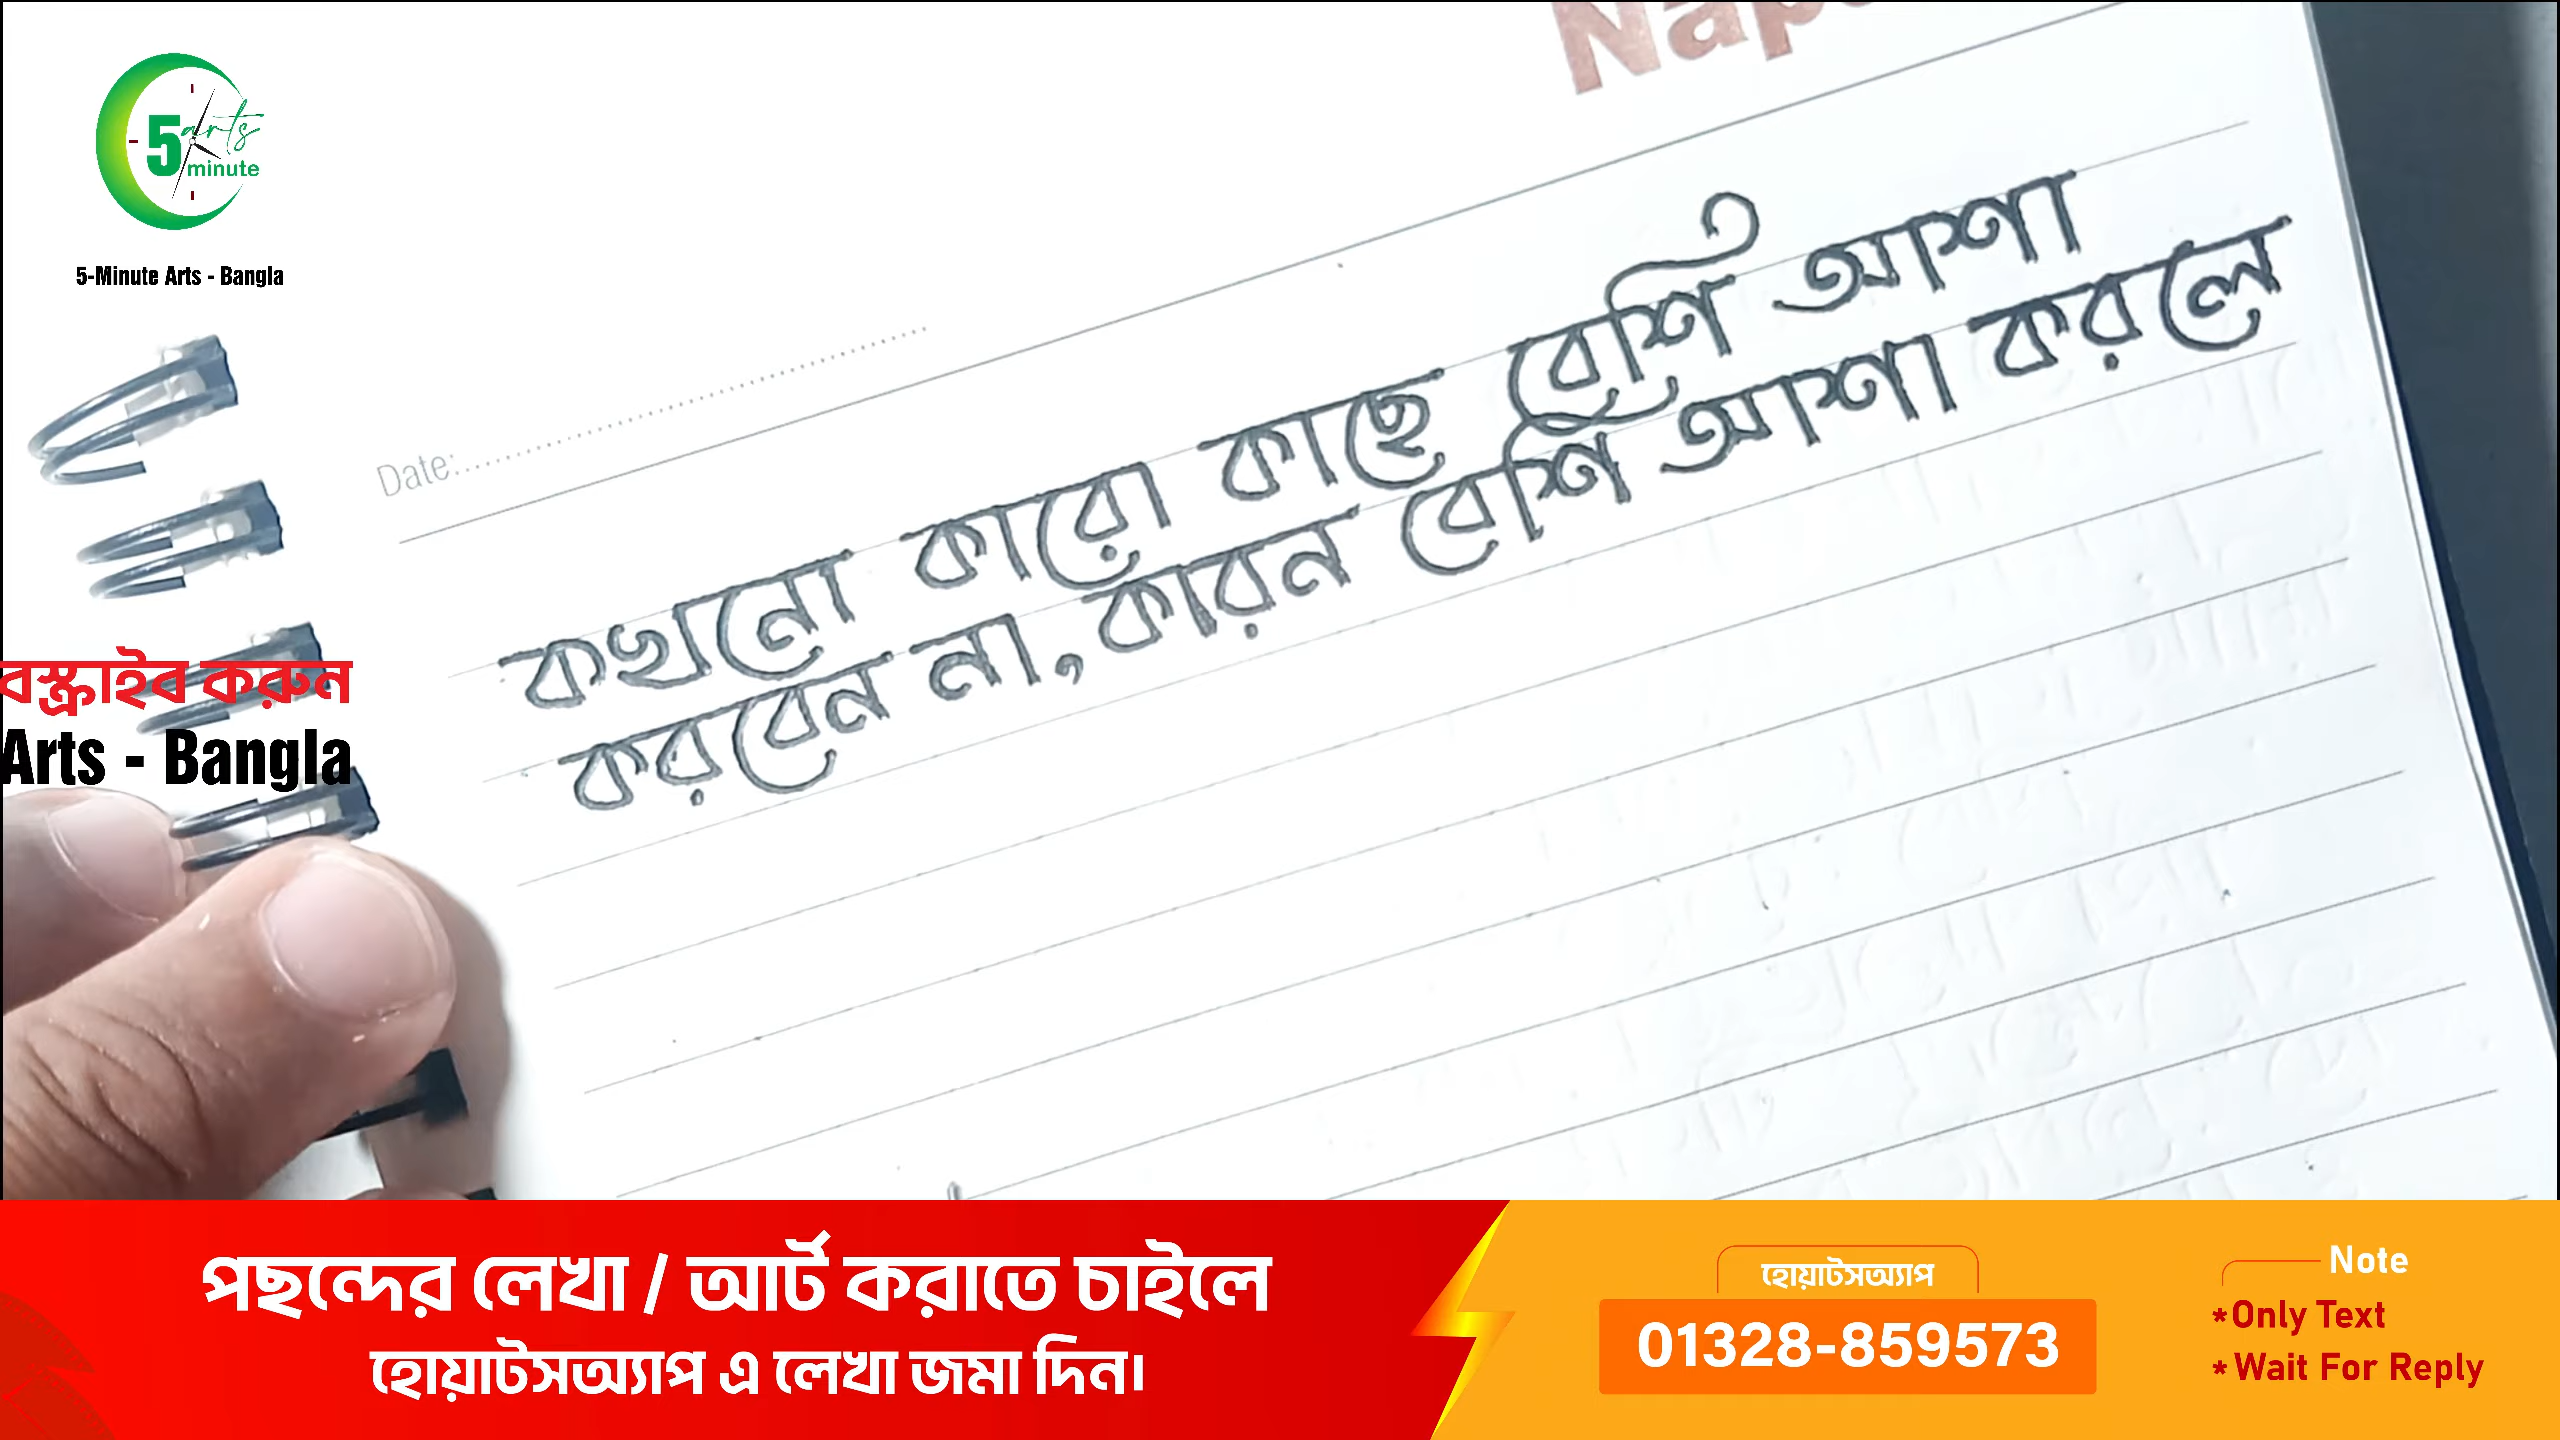 Nap
5 arts
minute
5-Minute Arts - Bangla
Date:
কখনো কারো কাছে বেশি আশা
করবেন না, কারন বেশি আশা করলে
বস্ক্রাইব করুন
Arts - Bangla
পছন্দের লেখা / আর্ট করাতে চাইলে
হোয়াটসঅ্যাপ এ লেখা জমা দিন।
হোয়াটসঅ্যাপ
01328-859573
Note
*Only Text
*Wait For Reply